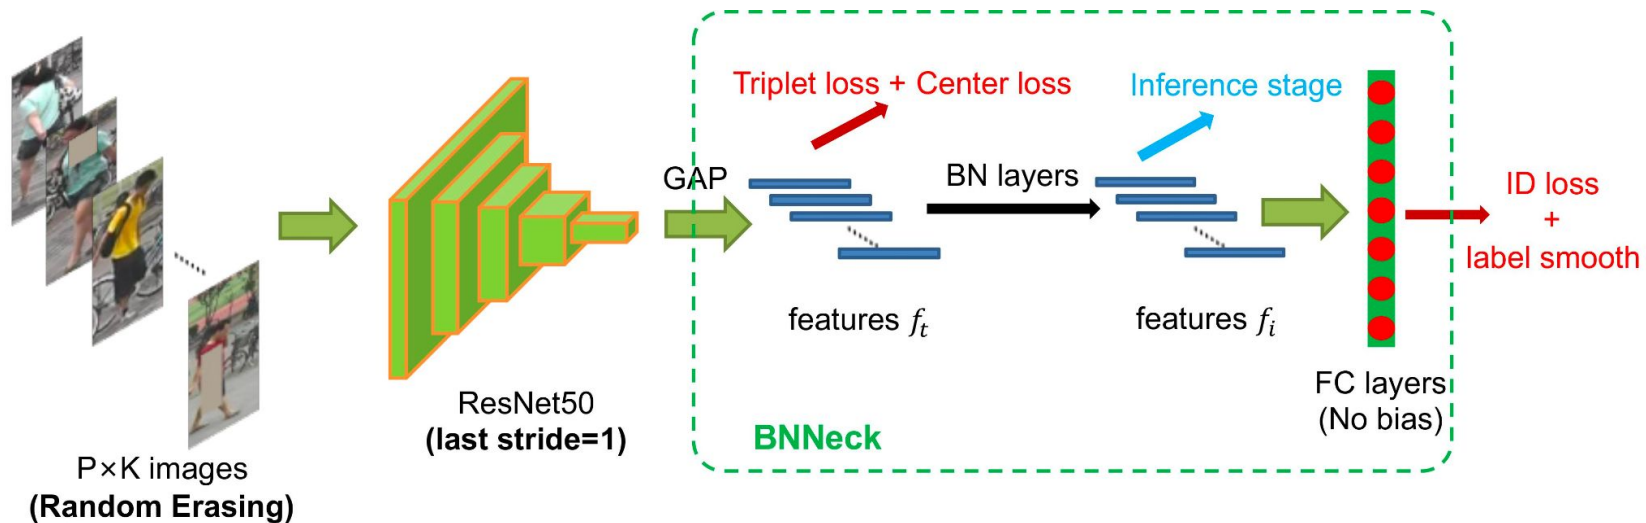 P×K images
(Random Erasing)
ResNet50
(last stride=1)
GAP
Triplet loss + Center loss
features f_t
BN layers
Inference stage
features f_i
FC layers
(No bias)
BNNeck
ID loss
+
label smooth